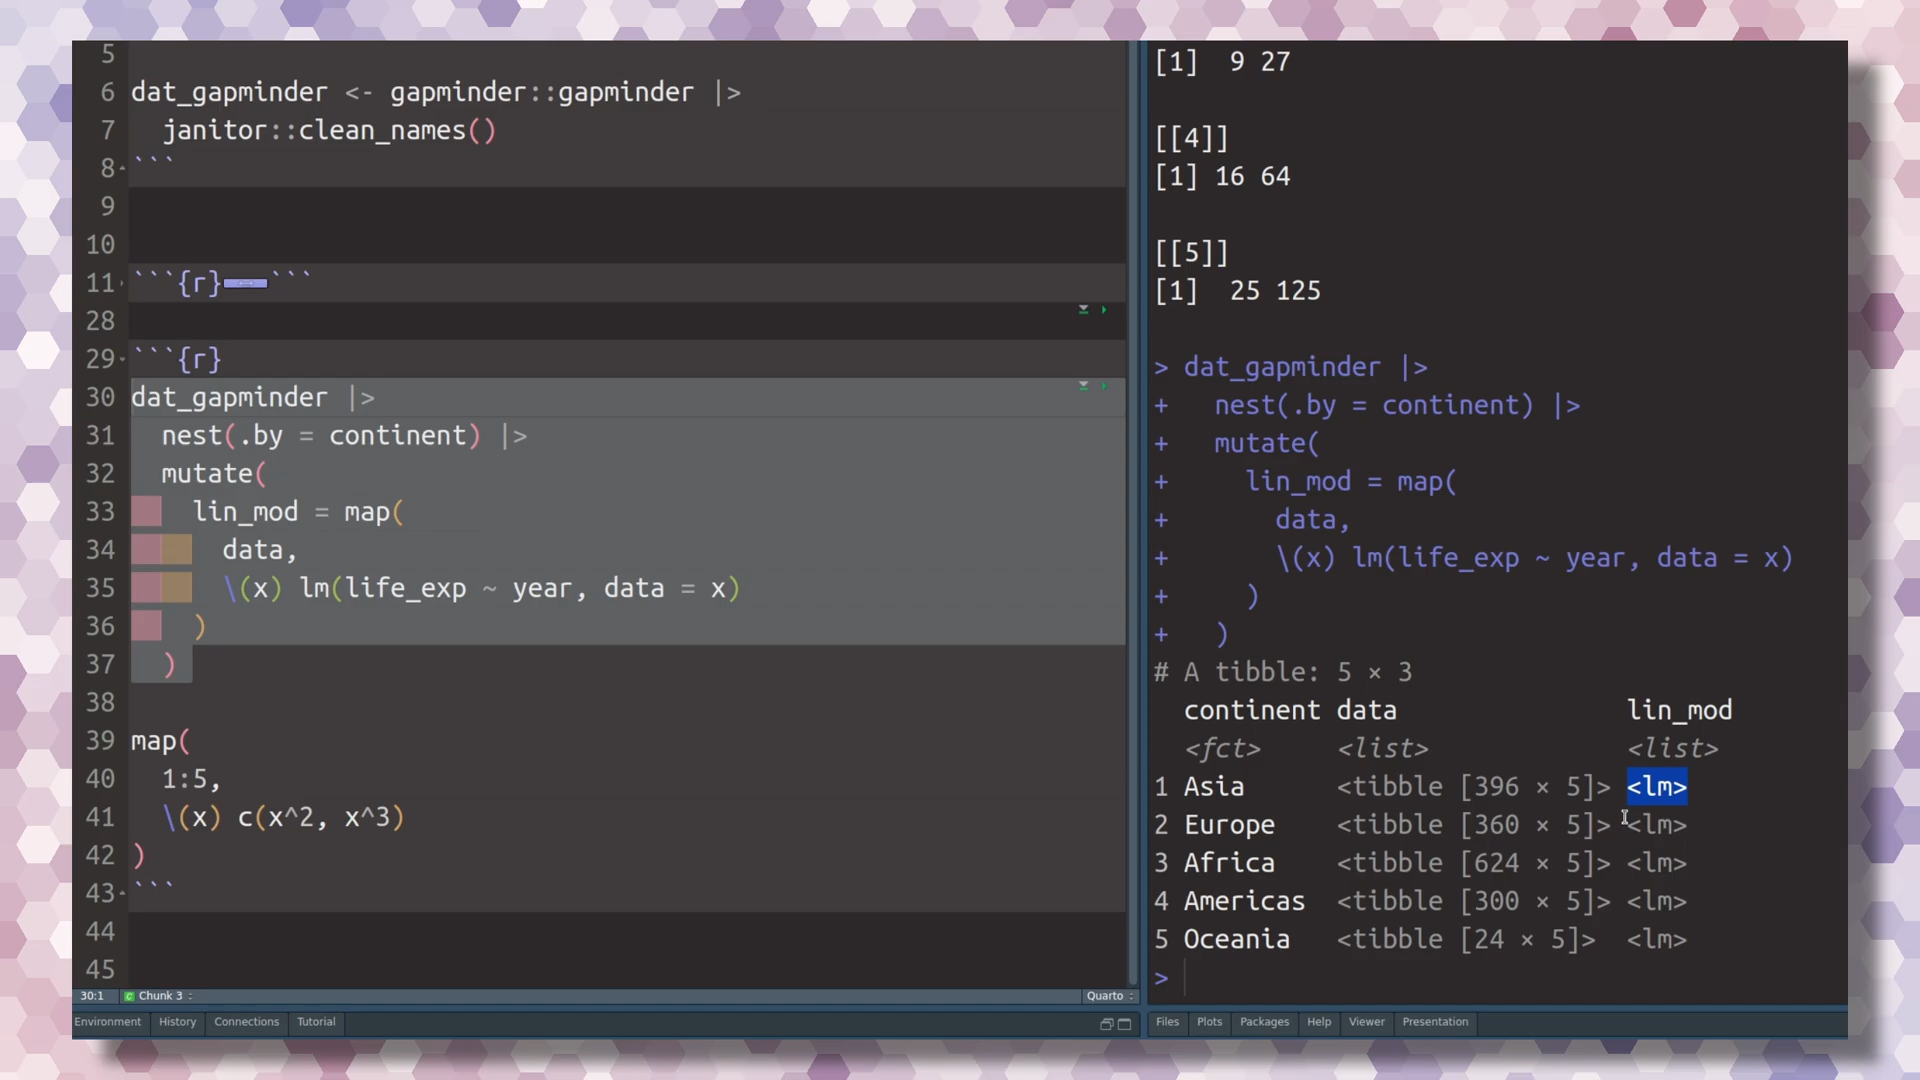 5
6 dat_gapminder <- gapminder::gapminder |>
7   janitor::clean_names()
8 ```
9
10
11 ```{r} ```
28
29 ```{r}
30 dat_gapminder |>
31   nest(.by = continent) |>
32   mutate(
33     lin_mod = map(
34       data,
35       \(x) lm(life_exp ~ year, data = x)
36     )
37   )
38
39 map(
40   1:5,
41   \(x) c(x^2, x^3)
42 )
43 ```
44
45
30:1 C Chunk 3 Quarto
Environment History Connections Tutorial
[1]  9 27
[[4]]
[1] 16 64
[[5]]
[1]  25 125
> dat_gapminder |>
+   nest(.by = continent) |>
+   mutate(
+     lin_mod = map(
+       data,
+       \(x) lm(life_exp ~ year, data = x)
+     )
+   )
# A tibble: 5 × 3
continent data lin_mod
<fct> <list> <list>
1 Asia <tibble [396 × 5]> <lm>
2 Europe <tibble [360 × 5]> <lm>
3 Africa <tibble [624 × 5]> <lm>
4 Americas <tibble [300 × 5]> <lm>
5 Oceania <tibble [24 × 5]> <lm>
>
Files Plots Packages Help Viewer Presentation